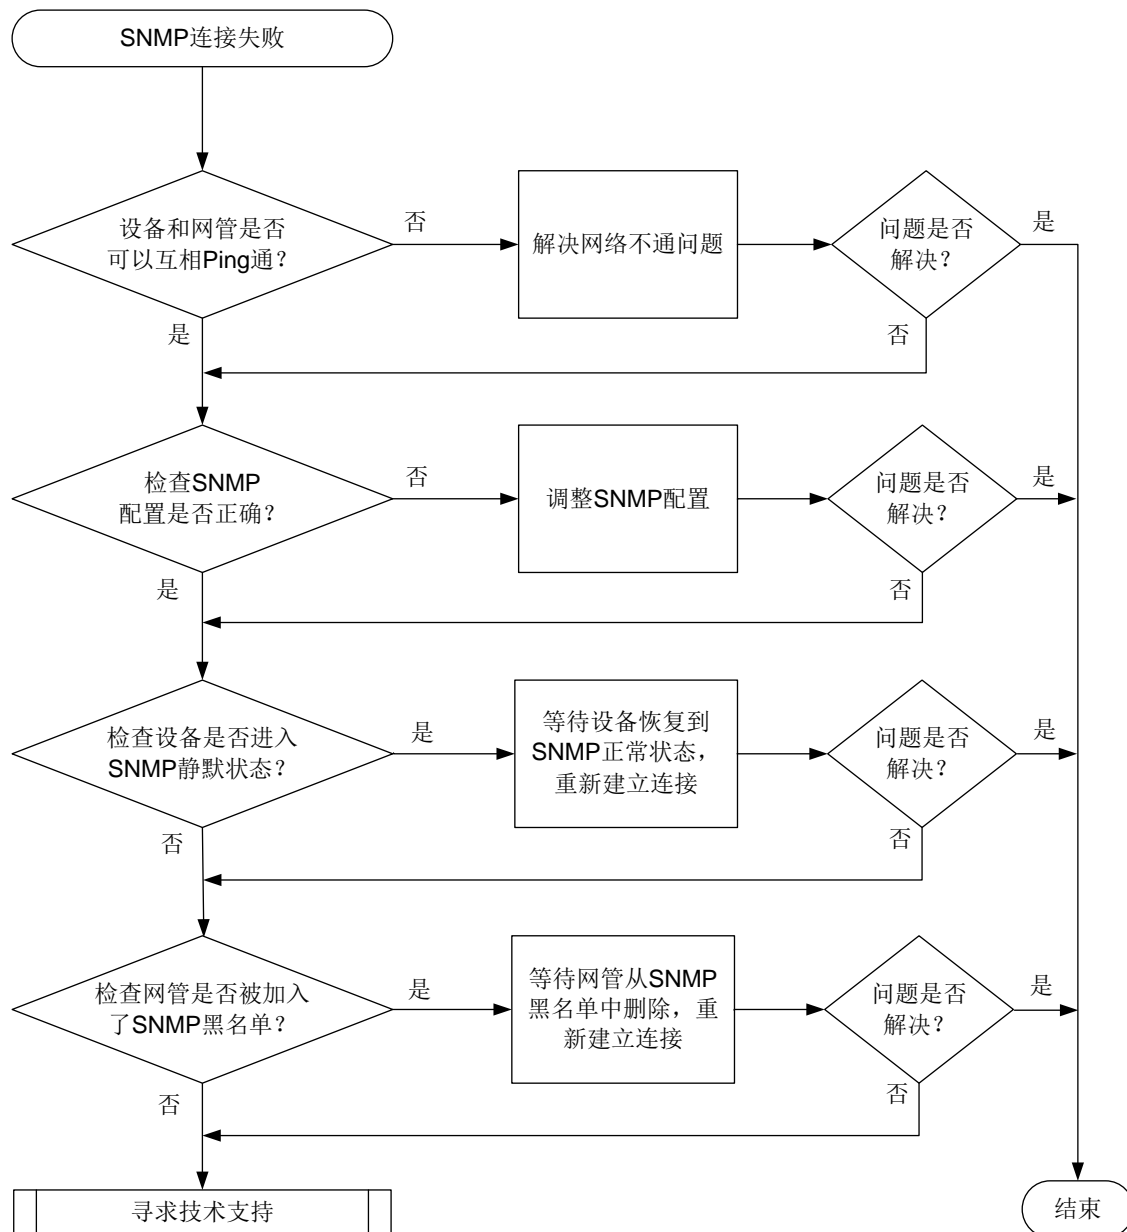 SNMP连接失败
设备和网管是否
可以互相Ping通？
否
解决网络不通问题
问题是否
解决？
是
是
否
检查SNMP
配置是否正确？
否
调整SNMP配置
问题是否
解决？
是
是
否
检查设备是否进入
SNMP静默状态？
是
等待设备恢复到
SNMP正常状态，
重新建立连接
问题是否
解决？
是
否
否
检查网管是否被加入
了SNMP黑名单？
是
等待网管从SNMP
黑名单中删除，重
新建立连接
问题是否
解决？
是
否
否
寻求技术支持
结束